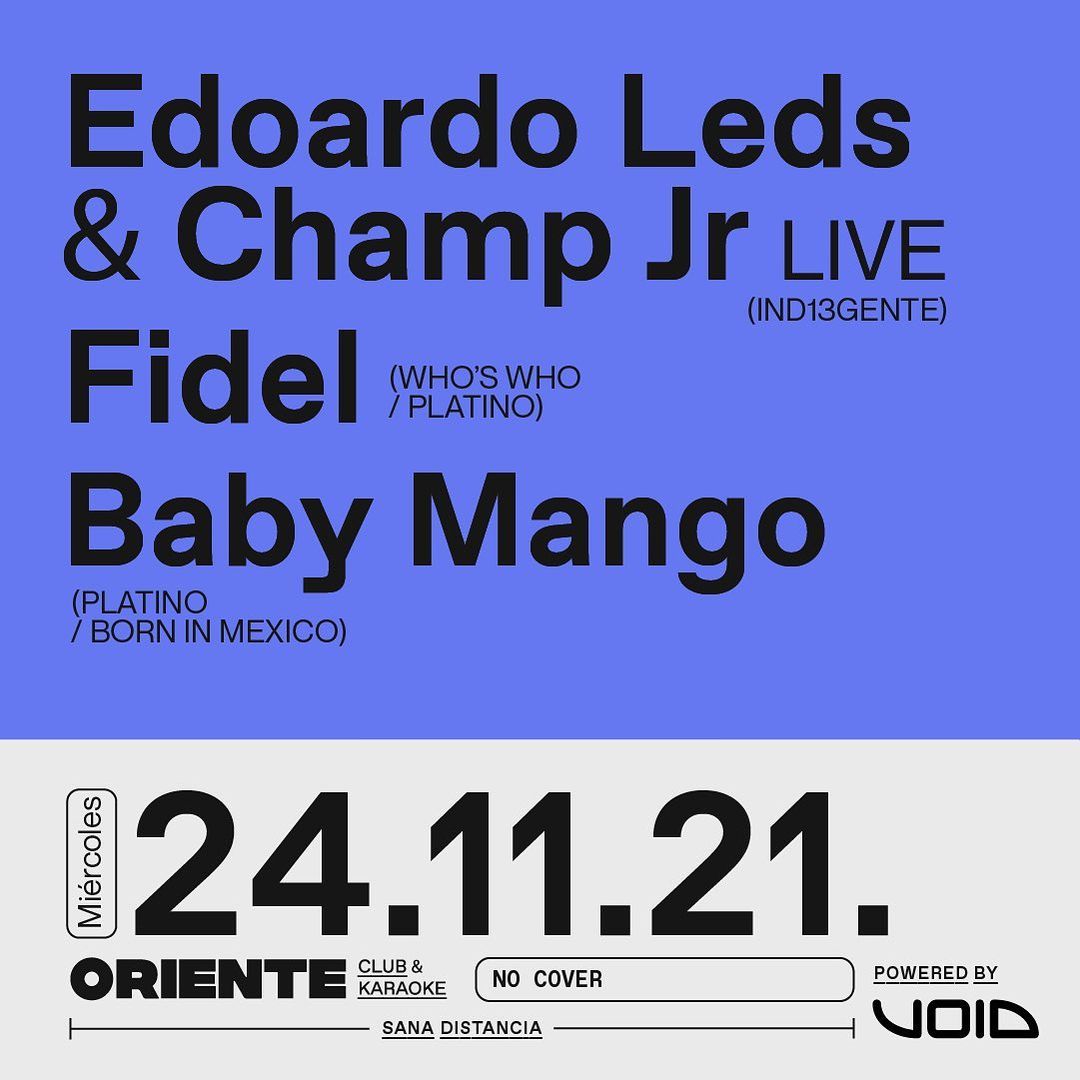 Edoardo Leds
& Champ Jr LIVE
(IND13GENTE)
Fidel (WHO'S WHO
/ PLATINO)
Baby Mango
(PLATINO
/ BORN IN MEXICO)
Miércoles 24.11.21.
ORIENTE CLUB &
KARAOKE
NO COVER
POWERED BY
VOID
SANA DISTANCIA